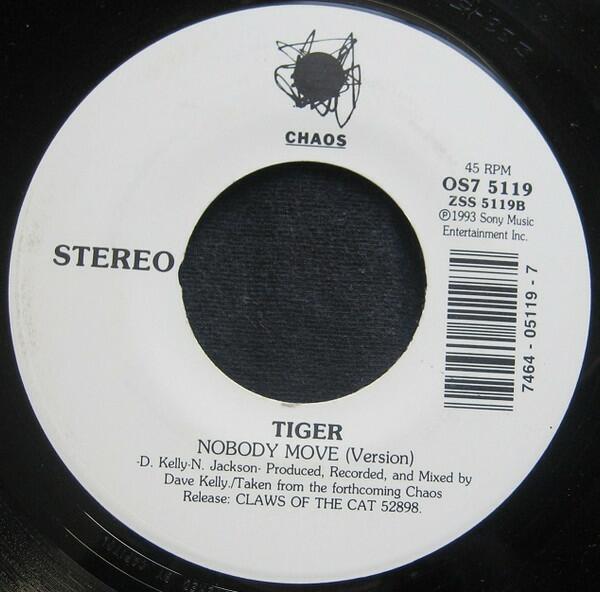 CHAOS
45 RPM
OS7 5119
ZSS 5119B
℗1993 Sony Music
Entertainment Inc.
STEREO
7464 - 05119 - 7
TIGER
NOBODY MOVE (Version)
-D. Kelly-N. Jackson- Produced, Recorded, and Mixed by
Dave Kelly./Taken from the forthcoming Chaos
Release: CLAWS OF THE CAT 52898.